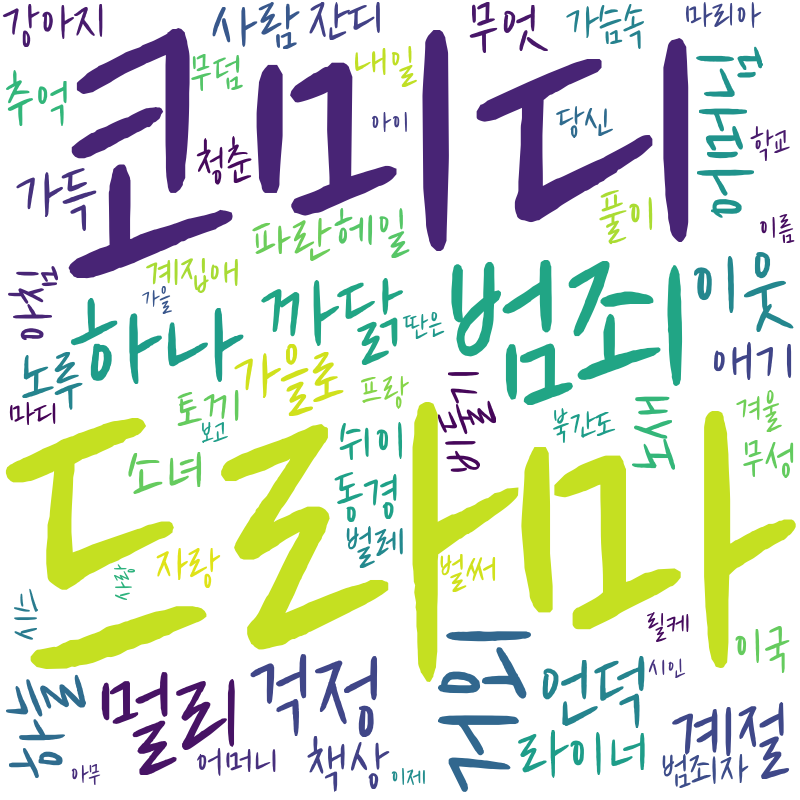 강아지
사람
잔디
무엇
가슴속
마리아
추억
코미디
무덤
내일
아이
당신
학교
청춘
가득
풀이
이름
파란헤일
계집애
가을
하나
까닭
딴은
범죄
이웃
노루
가을로
애기
마디
토끼
보고
프랑
북간도
겨울
무성
드라마
소녀
쉬이
동경
벌레
자랑
벌써
릴케
이국
하늘
멀리
걱정
언덕
시인
어머니
책상
라이너
계절
범죄자
아무
이제